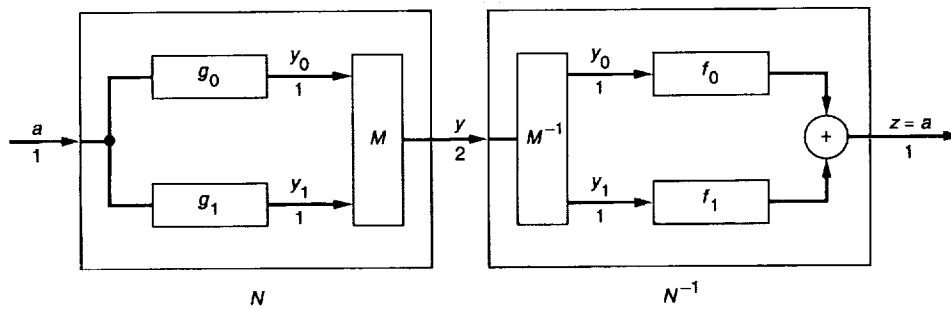 a
1
g₀
y₀
1
g₁
y₁
1
M
y
2
N
M⁻¹
y₀
1
y₁
1
f₀
f₁
+
z = a
1
N⁻¹